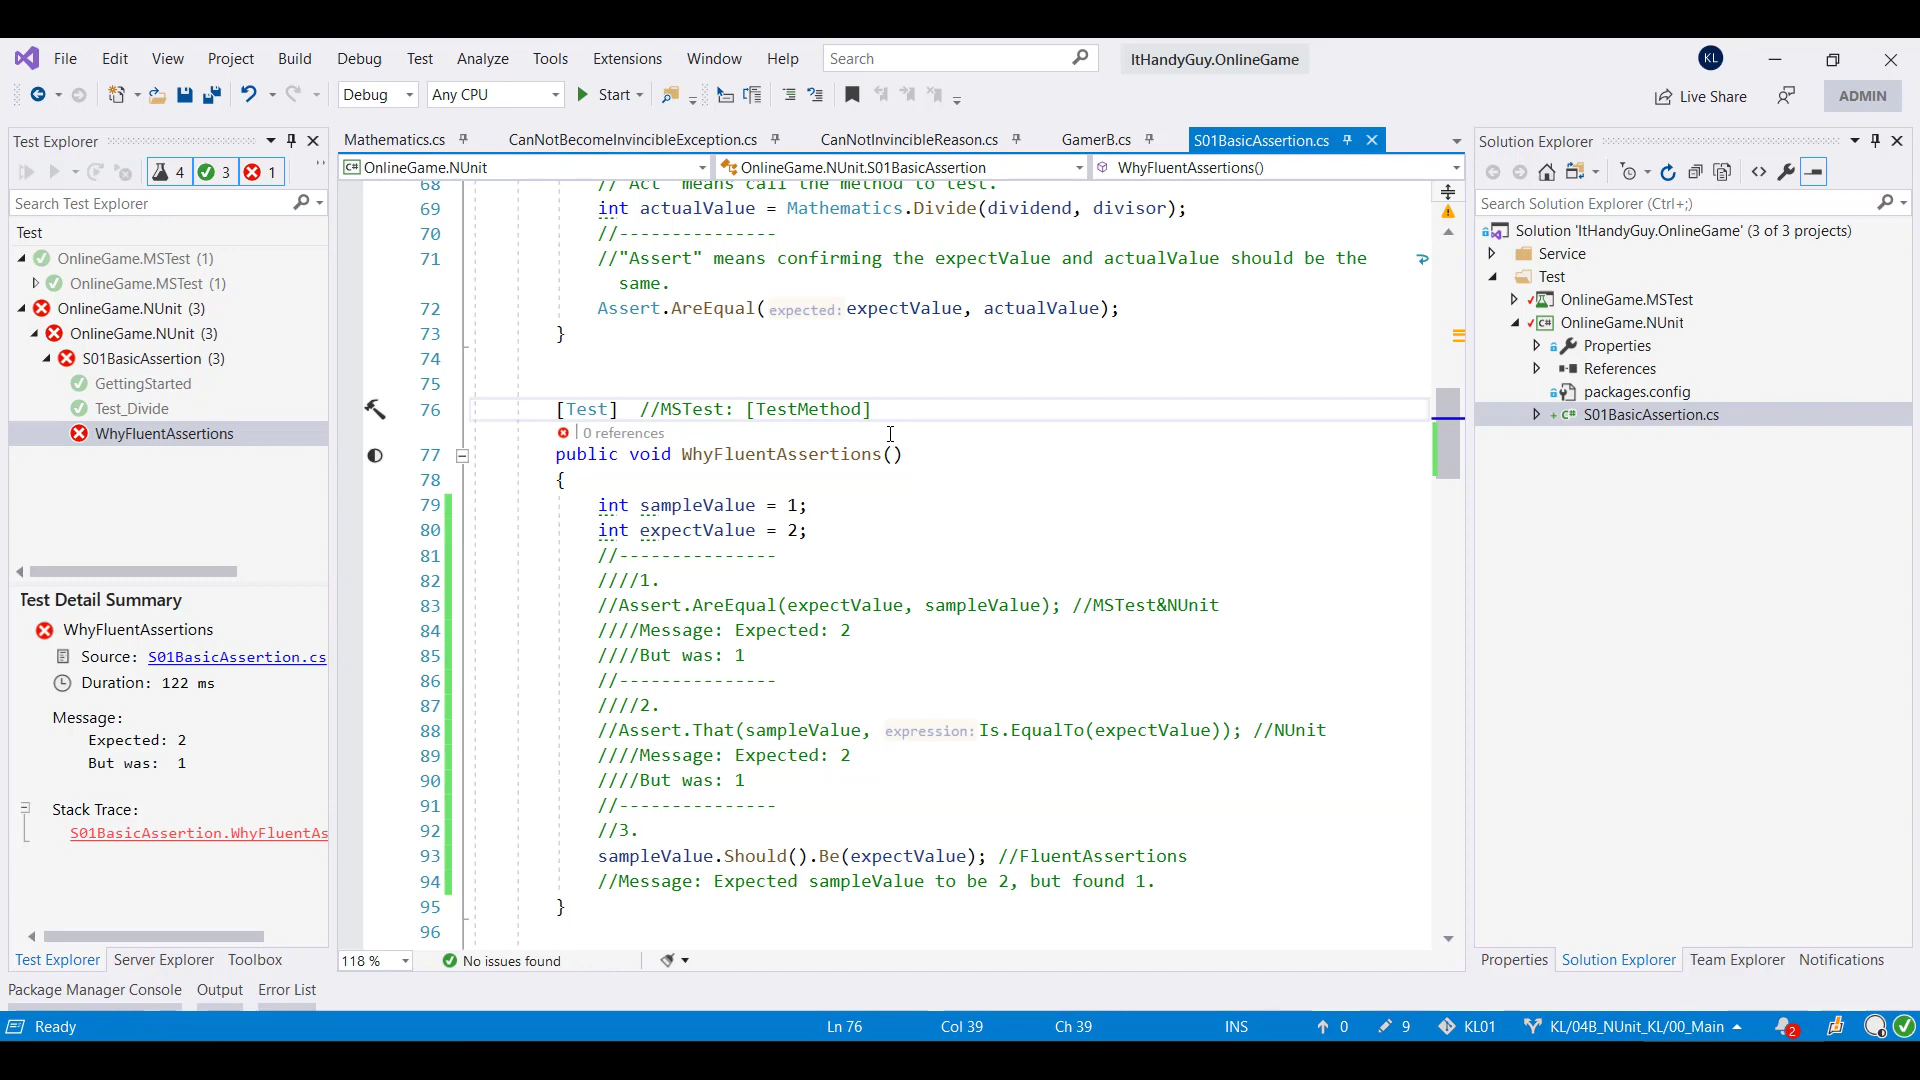 File Edit View Project Build Debug Test Analyze Tools Extensions Window Help Search ItHandyGuy.OnlineGame KL
Debug Any CPU Start Live Share ADMIN
Test Explorer
4 3 1
Search Test Explorer
Test
OnlineGame.MSTest (1)
OnlineGame.MSTest (1)
OnlineGame.NUnit (3)
OnlineGame.NUnit (3)
S01BasicAssertion (3)
GettingStarted
Test_Divide
WhyFluentAssertions
Test Detail Summary
WhyFluentAssertions
Source: S01BasicAssertion.cs
Duration: 122 ms
Message:
Expected: 2
But was: 1
Stack Trace:
S01BasicAssertion.WhyFluentAs
Test Explorer Server Explorer Toolbox
Mathematics.cs CanNotBecomeInvincibleException.cs CanNotInvincibleReason.cs GamerB.cs S01BasicAssertion.cs
OnlineGame.NUnit OnlineGame.NUnit.S01BasicAssertion WhyFluentAssertions()
68 // Act means call the method to test.
69 int actualValue = Mathematics.Divide(dividend, divisor);
70 //---------------
71 //"Assert" means confirming the expectValue and actualValue should be the
same.
72 Assert.AreEqual(expected:expectValue, actualValue);
73 }
74
75
76 [Test] //MSTest: [TestMethod]
0 references
77 public void WhyFluentAssertions()
78 {
79 int sampleValue = 1;
80 int expectValue = 2;
81 //---------------
82 ////1.
83 //Assert.AreEqual(expectValue, sampleValue); //MSTest&NUnit
84 ////Message: Expected: 2
85 ////But was: 1
86 //---------------
87 ////2.
88 //Assert.That(sampleValue, expression:Is.EqualTo(expectValue)); //NUnit
89 ////Message: Expected: 2
90 ////But was: 1
91 //---------------
92 //3.
93 sampleValue.Should().Be(expectValue); //FluentAssertions
94 //Message: Expected sampleValue to be 2, but found 1.
95 }
96
118 % No issues found
Solution Explorer
Search Solution Explorer (Ctrl+;)
Solution 'ItHandyGuy.OnlineGame' (3 of 3 projects)
Service
Test
OnlineGame.MSTest
OnlineGame.NUnit
Properties
References
packages.config
S01BasicAssertion.cs
Properties Solution Explorer Team Explorer Notifications
Package Manager Console Output Error List
Ready Ln 76 Col 39 Ch 39 INS 0 9 KL01 KL/04B_NUnit_KL/00_Main 2